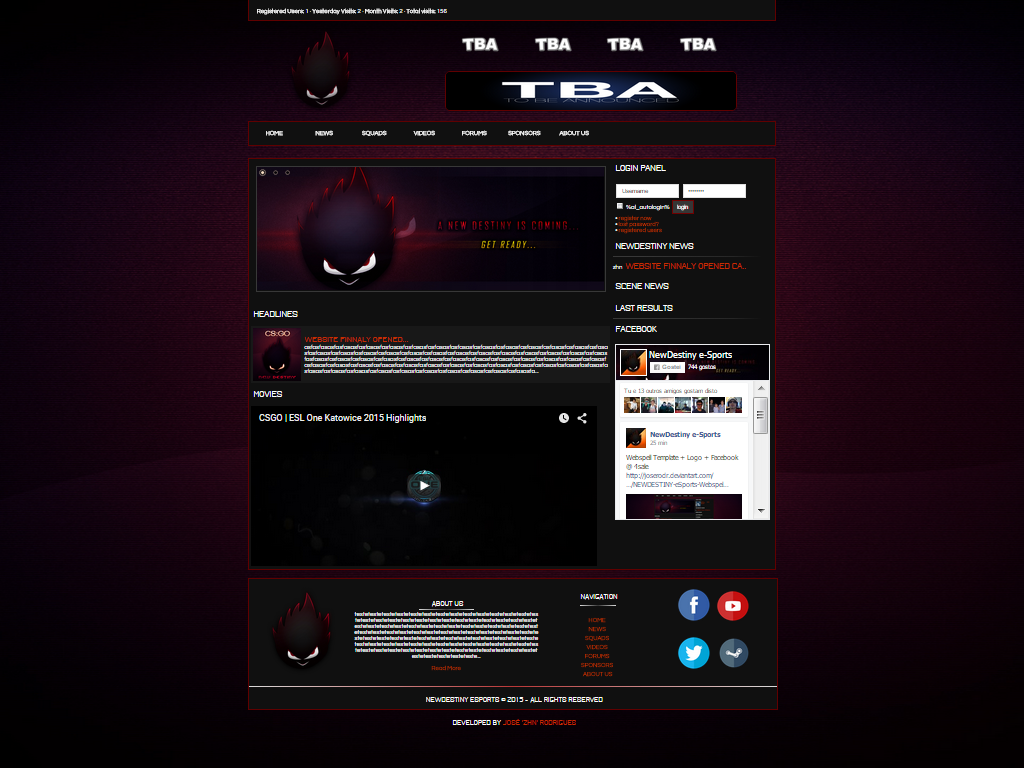 Registered Users: 1 - Yesterday Visits: 2 - Month Visits: 2 - Total visits: 156
TBA TBA TBA TBA
TBA
TO BE ANNOUNCED
HOME NEWS SQUADS VIDEOS FORUMS SPONSORS ABOUT US
A NEW DESTINY IS COMING...
GET READY...
HEADLINES
CS:GO
WEBSITE FINNALY OPENED...
MOVIES
CSGO | ESL One Katowice 2015 Highlights
LOGIN PANEL
Username ••••••••
%al_autologin% login
• register now
• lost password?
• registered users
NEWDESTINY NEWS
zhn WEBSITE FINNALY OPENED CA..
SCENE NEWS
LAST RESULTS
FACEBOOK
NewDestiny e-Sports
Gostei 744 gostos
Tu e 13 outros amigos gostam disto
NewDestiny e-Sports
25 min
Webspell Template + Logo + Facebook
@ 4sale
http://joserodr.deviantart.com/
.../NEWDESTINY-eSports-Webspel...
ABOUT US
Read More
NAVIGATION
HOME
NEWS
SQUADS
VIDEOS
FORUMS
SPONSORS
ABOUT US
NEWDESTINY ESPORTS © 2015 - ALL RIGHTS RESERVED
DEVELOPED BY JOSÉ 'ZHN' RODRIGUES